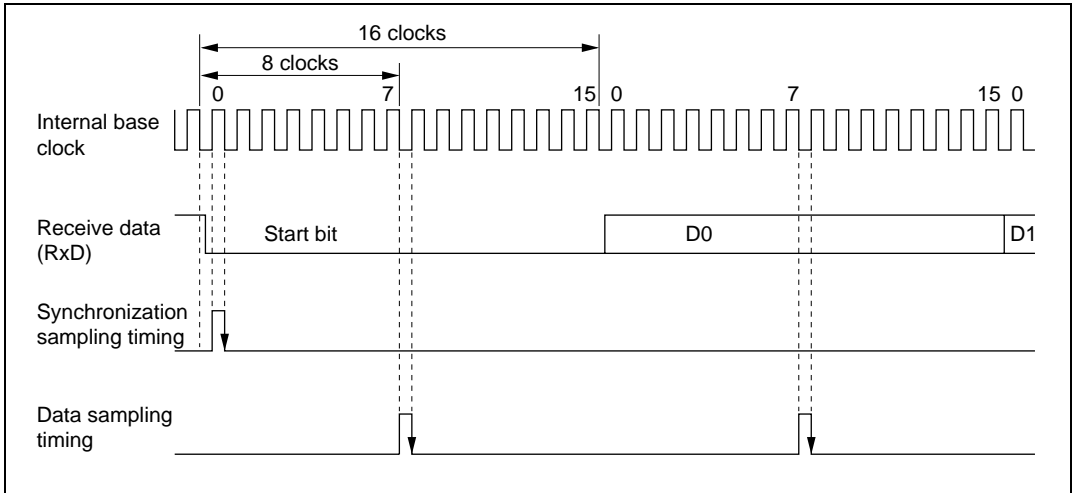 16 clocks
8 clocks
0 7 15 0 7 15 0
Internal base
clock
Receive data
(RxD)
Start bit D0 D1
Synchronization
sampling timing
Data sampling
timing